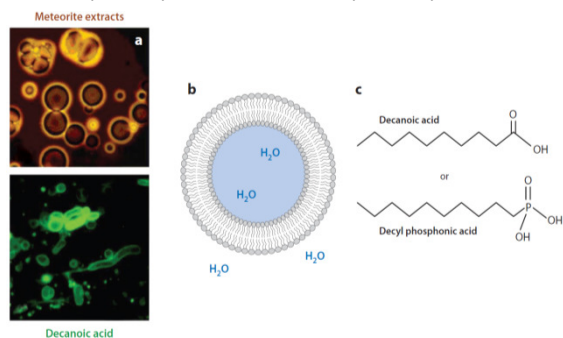 Meteorite extracts
a
Decanoic acid
b
H₂O
H₂O
H₂O
H₂O
c
Decanoic acid
O
OH
or
O
P
OH
OH
Decyl phosphonic acid